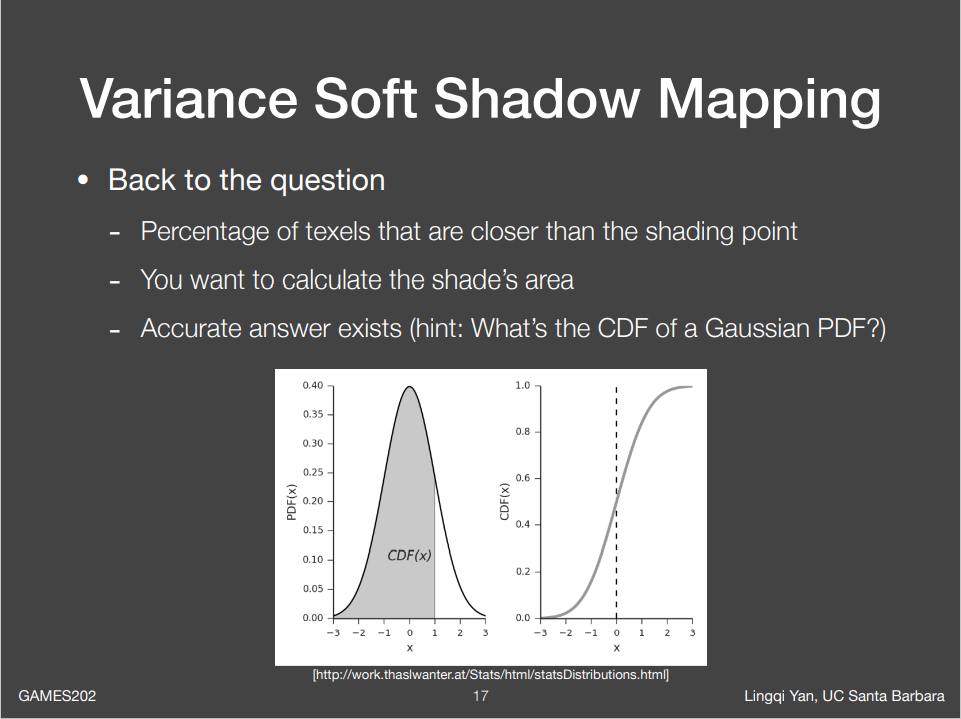 Variance Soft Shadow Mapping
• Back to the question
- Percentage of texels that are closer than the shading point
- You want to calculate the shade's area
- Accurate answer exists (hint: What's the CDF of a Gaussian PDF?)
0.40
0.35
0.30
0.25
0.20
0.15
0.10
0.05
0.00
PDF(x)
CDF(x)
−3 −2 −1 0 1 2 3
x
1.0
0.8
0.6
0.4
0.2
0.0
CDF(x)
−3 −2 −1 0 1 2 3
x
[http://work.thaslwanter.at/Stats/html/statsDistributions.html]
GAMES202
17
Lingqi Yan, UC Santa Barbara